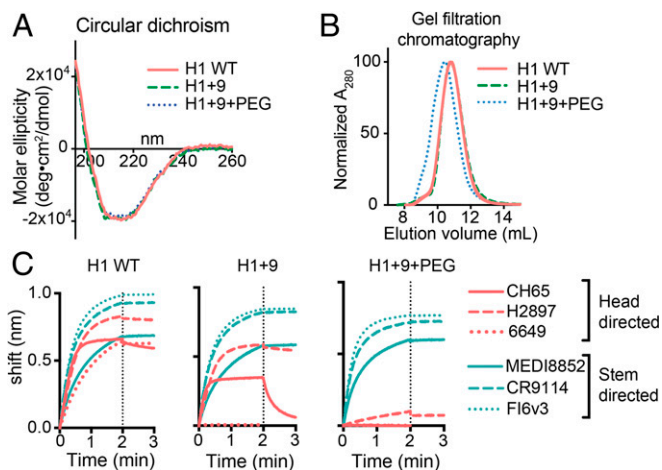 A
Circular dichroism
2x10⁴
0
-2x10⁴
Molar ellipticity
(deg•cm²/dmol)
nm
200 220 240 260
H1 WT
H1+9
H1+9+PEG
B
Gel filtration
chromatography
Normalized A₂₈₀
100
50
0
8 10 12 14
Elution volume (mL)
H1 WT
H1+9
H1+9+PEG
C
H1 WT
shift (nm)
1.0
0.5
0.0
0 1 2 3
Time (min)
H1+9
0 1 2 3
Time (min)
H1+9+PEG
0 1 2 3
Time (min)
CH65
H2897
6649
Head
directed
MEDI8852
CR9114
FI6v3
Stem
directed